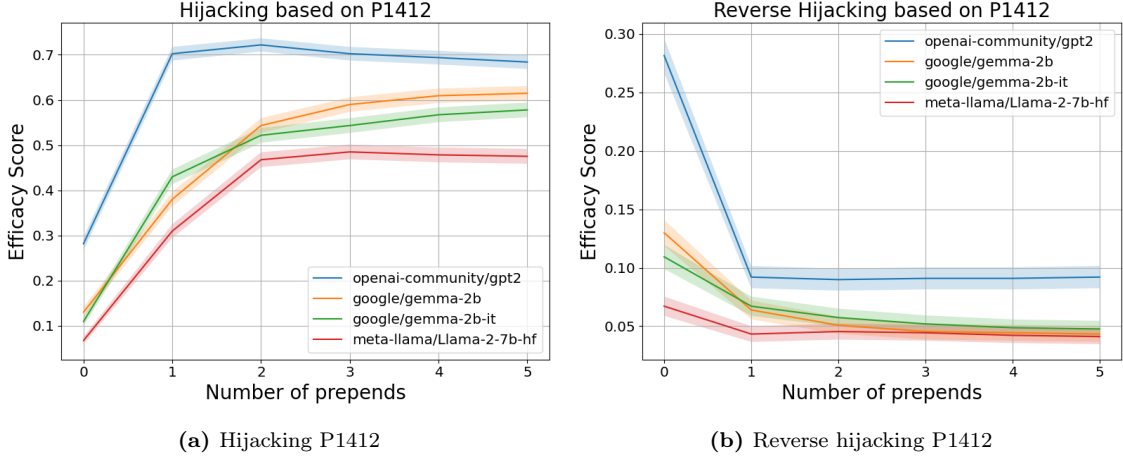 Hijacking based on P1412
Efficacy Score
0.7
0.6
0.5
0.4
0.3
0.2
0.1
openai-community/gpt2
google/gemma-2b
google/gemma-2b-it
meta-llama/Llama-2-7b-hf
0 1 2 3 4 5
Number of prepends
(a) Hijacking P1412
Reverse Hijacking based on P1412
Efficacy Score
0.30
0.25
0.20
0.15
0.10
0.05
openai-community/gpt2
google/gemma-2b
google/gemma-2b-it
meta-llama/Llama-2-7b-hf
0 1 2 3 4 5
Number of prepends
(b) Reverse hijacking P1412